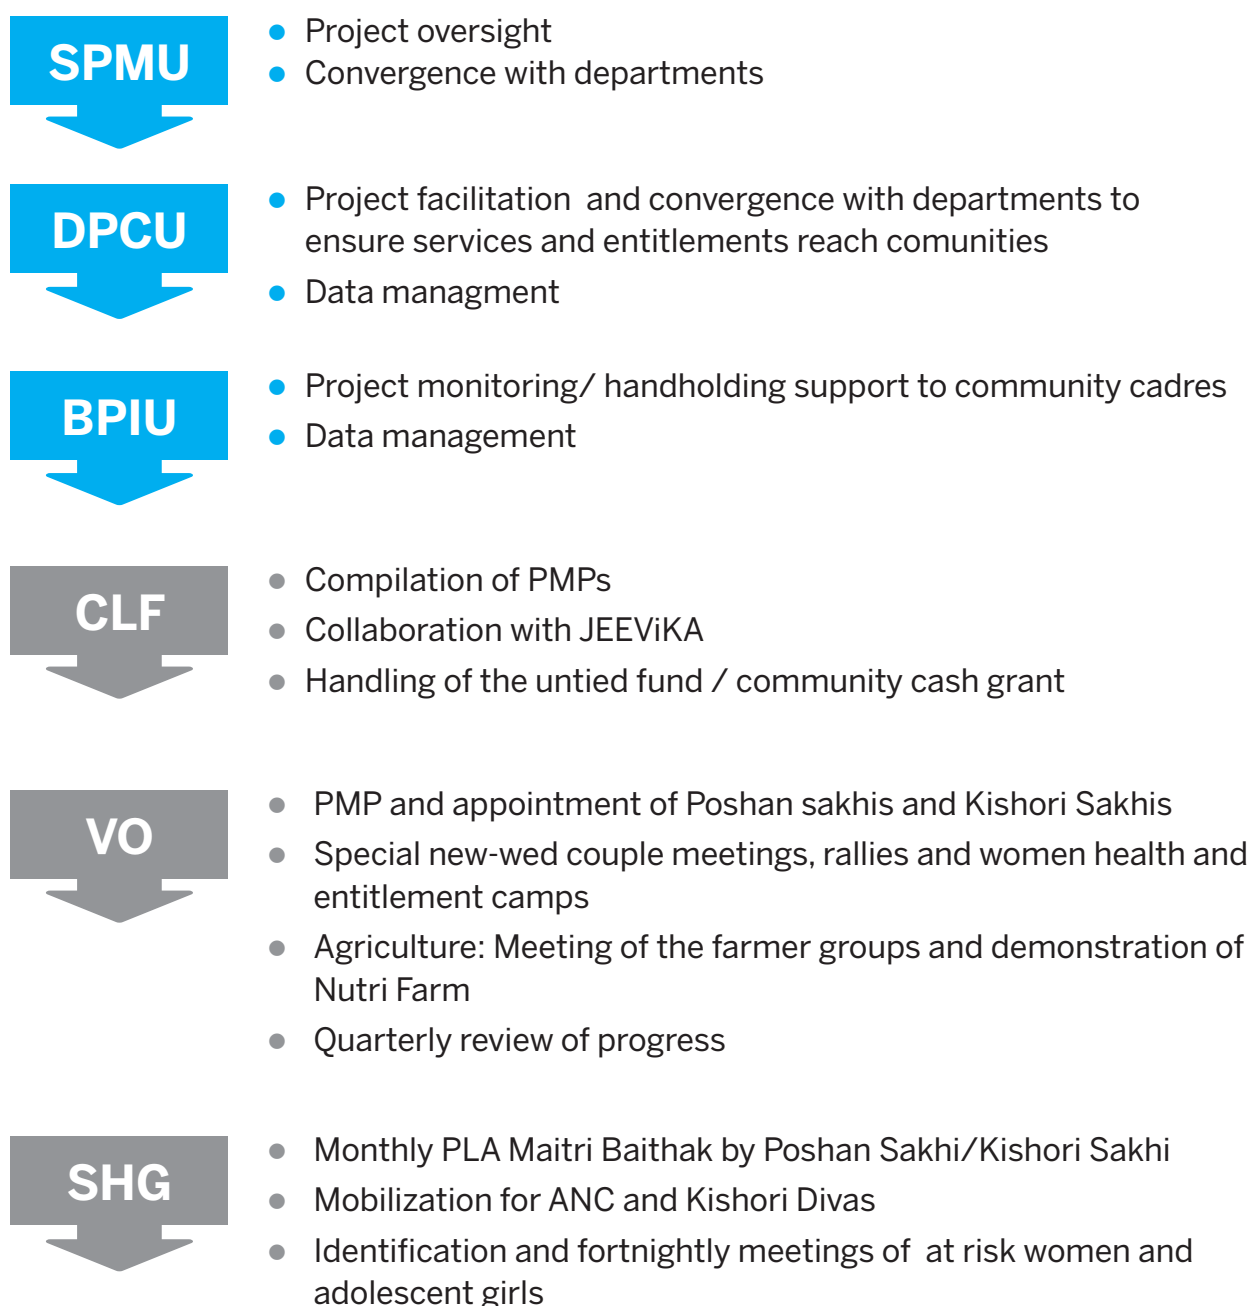 SPMU
● Project oversight
● Convergence with departments
DPCU
● Project facilitation and convergence with departments to
ensure services and entitlements reach comunities
● Data managment
BPIU
● Project monitoring/ handholding support to community cadres
● Data management
CLF
● Compilation of PMPs
● Collaboration with JEEViKA
● Handling of the untied fund / community cash grant
VO
● PMP and appointment of Poshan sakhis and Kishori Sakhis
● Special new-wed couple meetings, rallies and women health and
entitlement camps
● Agriculture: Meeting of the farmer groups and demonstration of
Nutri Farm
● Quarterly review of progress
SHG
● Monthly PLA Maitri Baithak by Poshan Sakhi/Kishori Sakhi
● Mobilization for ANC and Kishori Divas
● Identification and fortnightly meetings of at risk women and
adolescent girls